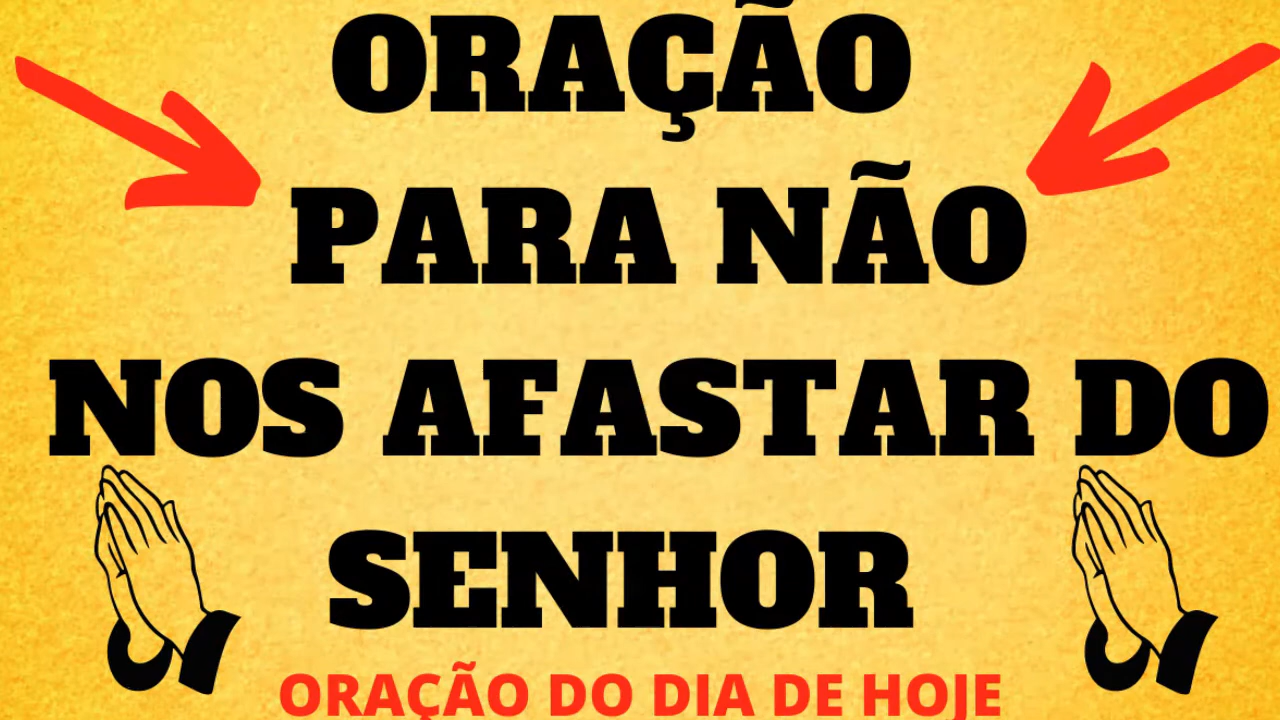 ORAÇÃO
PARA NÃO
NOS AFASTAR DO
SENHOR
ORAÇÃO DO DIA DE HOJE